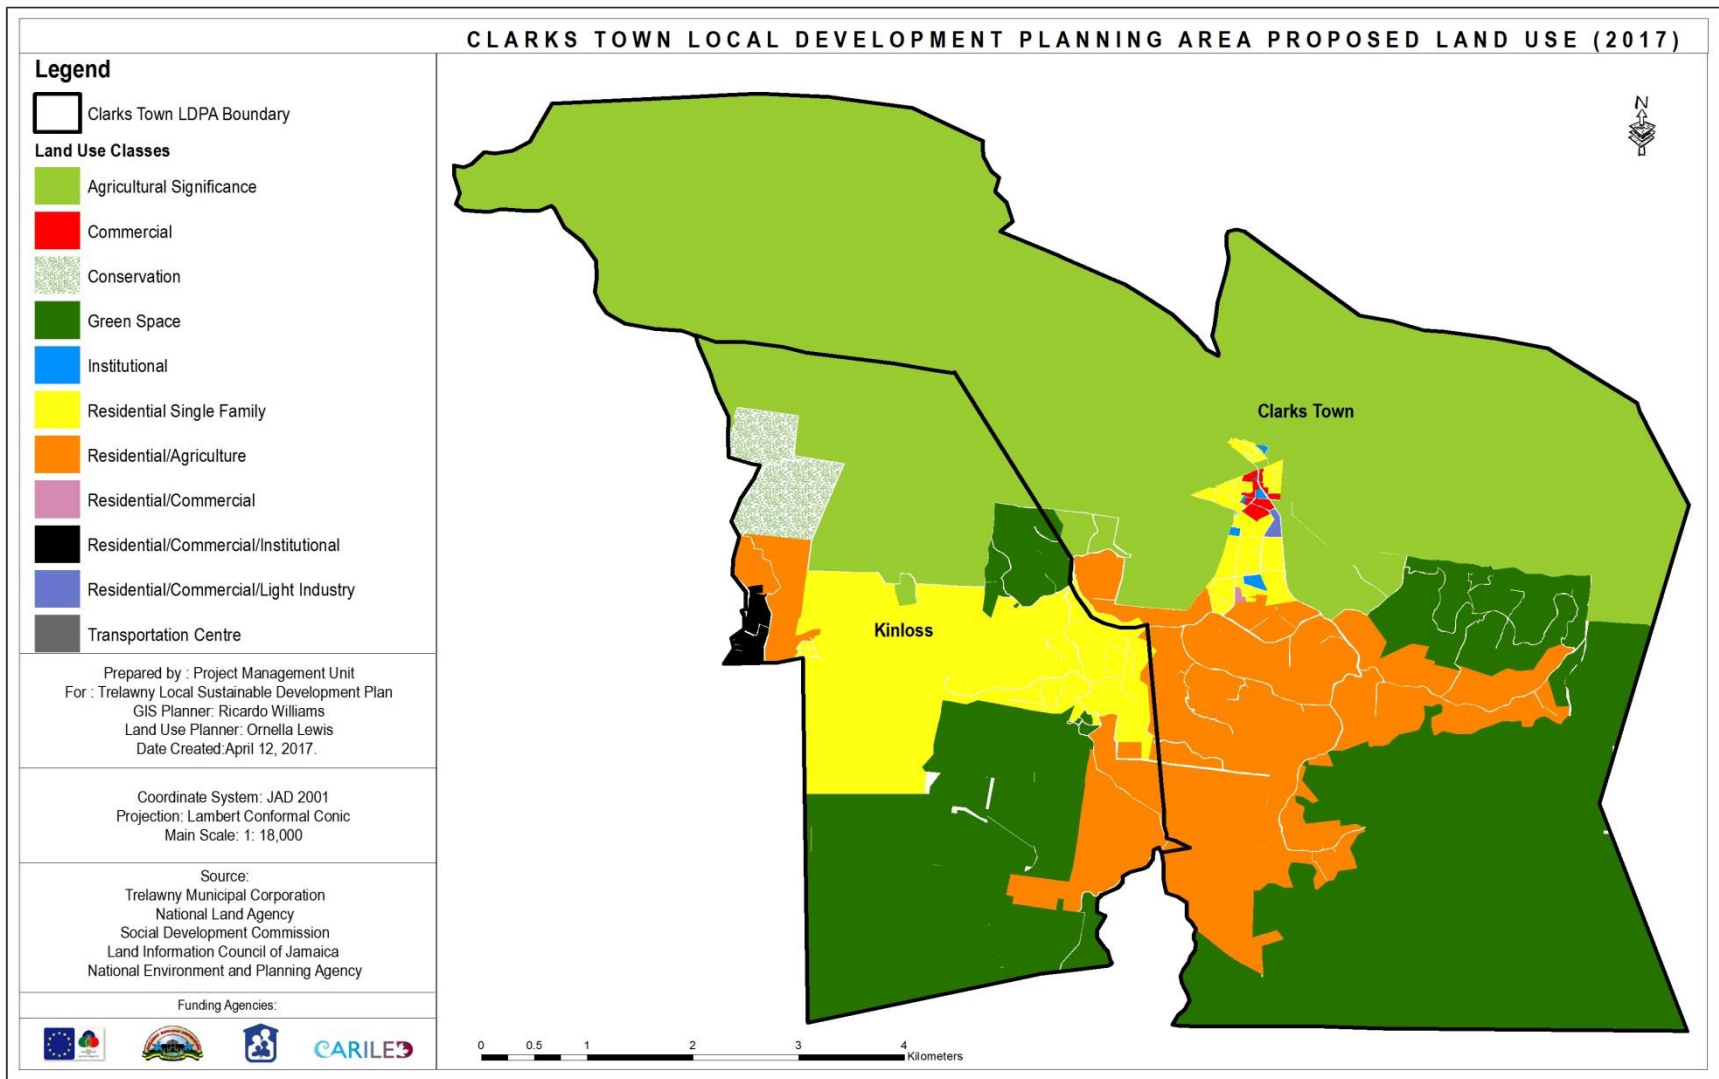 CLARKS TOWN LOCAL DEVELOPMENT PLANNING AREA PROPOSED LAND USE (2017)
Legend
Clarks Town LDPA Boundary
Land Use Classes
Agricultural Significance
Commercial
Conservation
Green Space
Institutional
Residential Single Family
Residential/Agriculture
Residential/Commercial
Residential/Commercial/Institutional
Residential/Commercial/Light Industry
Transportation Centre
Prepared by : Project Management Unit
For : Trelawny Local Sustainable Development Plan
GIS Planner: Ricardo Williams
Land Use Planner: Ornella Lewis
Date Created:April 12, 2017.
Coordinate System: JAD 2001
Projection: Lambert Conformal Conic
Main Scale: 1: 18,000
Source:
Trelawny Municipal Corporation
National Land Agency
Social Development Commission
Land Information Council of Jamaica
National Environment and Planning Agency
Funding Agencies:
CARILED
N
Clarks Town
Kinloss
0 0.5 1 2 3 4
Kilometers